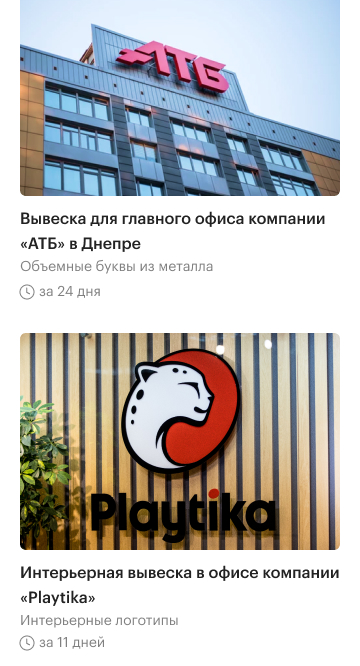 АТБ
Вывеска для главного офиса компании
«АТБ» в Днепре
Объемные буквы из металла
за 24 дня
Playtika
Интерьерная вывеска в офисе компании
«Playtika»
Интерьерные логотипы
за 11 дней